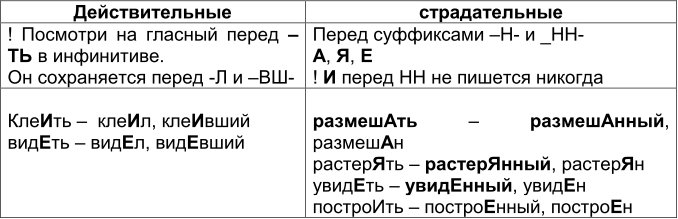 Действительные
страдательные
! Посмотри на гласный перед –
ТЬ в инфинитиве.
Он сохраняется перед -Л и –ВШ-
Перед суффиксами –Н- и _НН-
А, Я, Е
! И перед НН не пишется никогда
КлеИть – клеИл, клеИвший
видЕть – видЕл, видЕвший
размешАть – размешАнный,
размешАн
растерЯть – растерЯнный, растерЯн
увидЕть – увидЕнный, увидЕн
построИть – построЕнный, построЕн